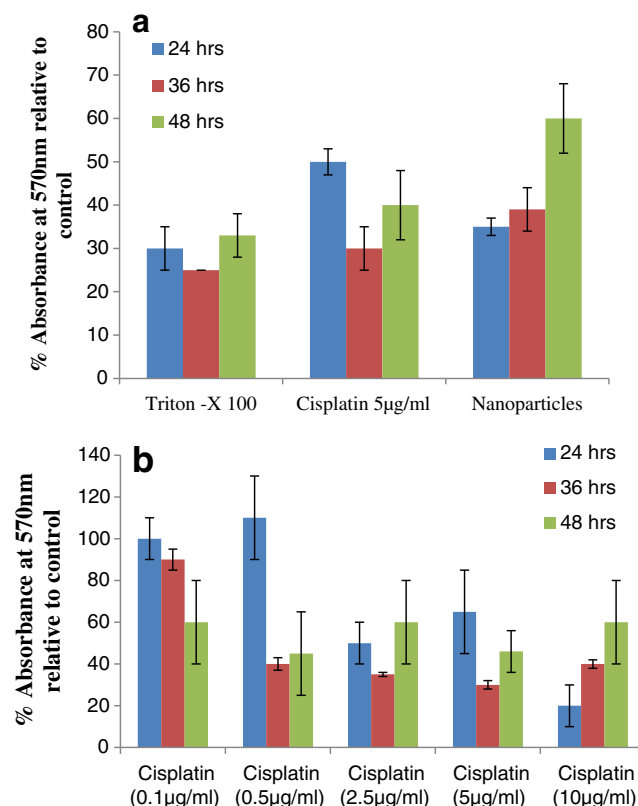 a
24 hrs
36 hrs
48 hrs
% Absorbance at 570nm relative to
control
80
70
60
50
40
30
20
10
0
Triton -X 100
Cisplatin 5µg/ml
Nanoparticles
b
24 hrs
36 hrs
48 hrs
% Absorbance at 570nm
relative to control
140
120
100
80
60
40
20
0
Cisplatin
(0.1µg/ml)
Cisplatin
(0.5µg/ml)
Cisplatin
(2.5µg/ml)
Cisplatin
(5µg/ml)
Cisplatin
(10µg/ml)